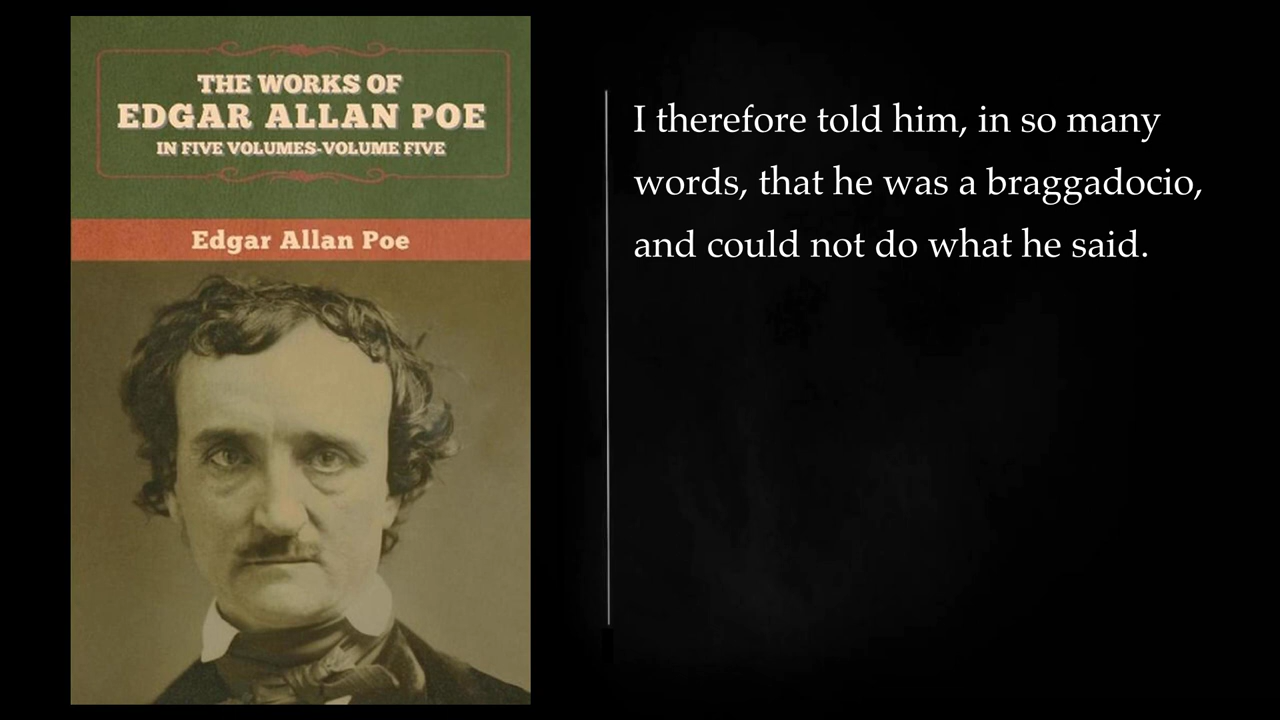 THE WORKS OF
EDGAR ALLAN POE
IN FIVE VOLUMES-VOLUME FIVE
Edgar Allan Poe
I therefore told him, in so many
words, that he was a braggadocio,
and could not do what he said.